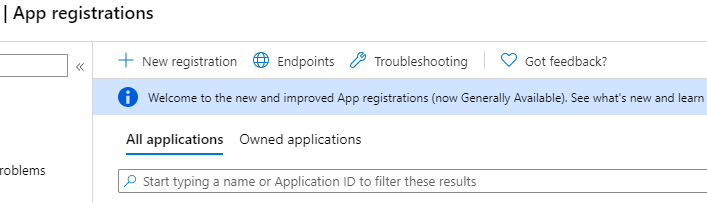 | App registrations
«
New registration Endpoints Troubleshooting Got feedback?
Welcome to the new and improved App registrations (now Generally Available). See what's new and learn
All applications Owned applications
roblems
Start typing a name or Application ID to filter these results